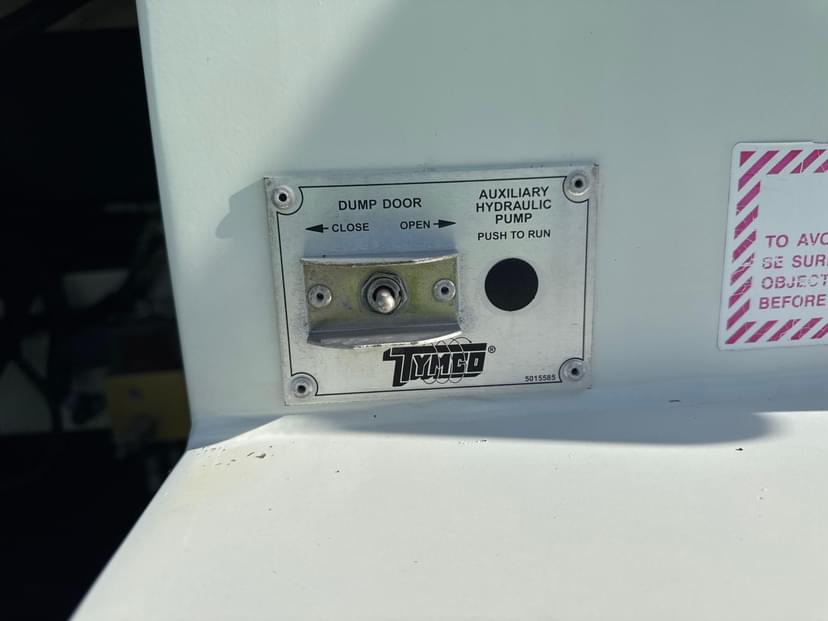 DUMP DOOR
← CLOSE OPEN →
AUXILIARY
HYDRAULIC
PUMP
PUSH TO RUN
TYMCO®
5015585
TO AVO
BE SUR
OBJECT
BEFORE